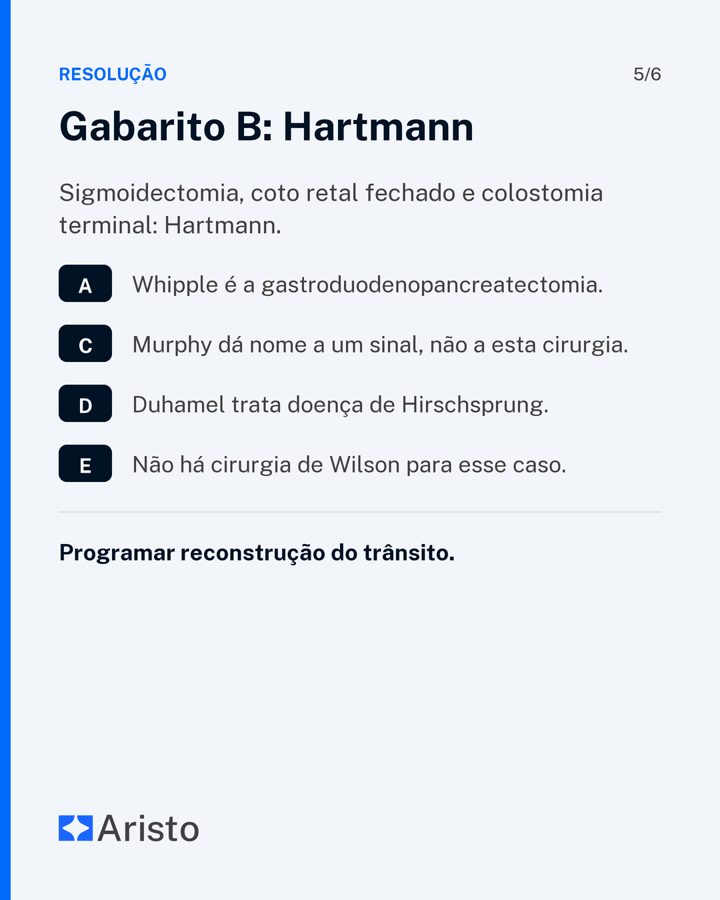 RESOLUÇÃO
5/6
Gabarito B: Hartmann
Sigmoidectomia, coto retal fechado e colostomia
terminal: Hartmann.
A Whipple é a gastroduodenopancreatectomia.
C Murphy dá nome a um sinal, não a esta cirurgia.
D Duhamel trata doença de Hirschsprung.
E Não há cirurgia de Wilson para esse caso.
Programar reconstrução do trânsito.
Aristo